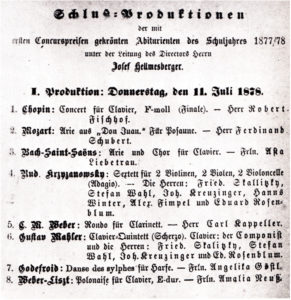 Schluß-Produktionen
der mit
ersten Concurspreisen gekrönten Abiturienten des Schuljahres 1877/78
unter der Leitung des Directors Herrn
Josef Hellmesberger.
I. Produktion: Donnerstag, den 11. Juli 1878.
1. Chopin: Concert für Clavier, F-moll (Finale). — Herr Robert
Fischhof.
2. Mozart: Arie aus „Don Juan." Für Posaune. — Herr Ferdinand
Schubert.
3. Bach-Saint-Saëns: Arie und Chor für Clavier. — Frln. Asta
Liebetrau.
4. Rud. Krzyzanowsky: Septett für 2 Violinen, 2 Violen, 2 Violoncelle
(Adagio). — Die Herren: Fried. Skalitzky,
Stefan Wahl, Joh. Kreuzinger, Hanns
Winter, Alex. Fimpel und Eduard Rosen-
blum.
5. C. M. Weber: Rondo für Clarinett. — Herr Carl Kappeller.
6. Gustav Mahler: Clavier-Quintett (Scherzo). Clavier: der Componist
und die Herren: Fried. Skalitzky, Stefan
Wahl, Joh. Kreuzinger und Ed. Rosenblum.
7. Godefroid: Danse des sylphes für Harfe. — Frln. Angelika
8. Weber-Liszt: Polonaise für Clavier, E-dur. — Frln. Amalia Neuß.